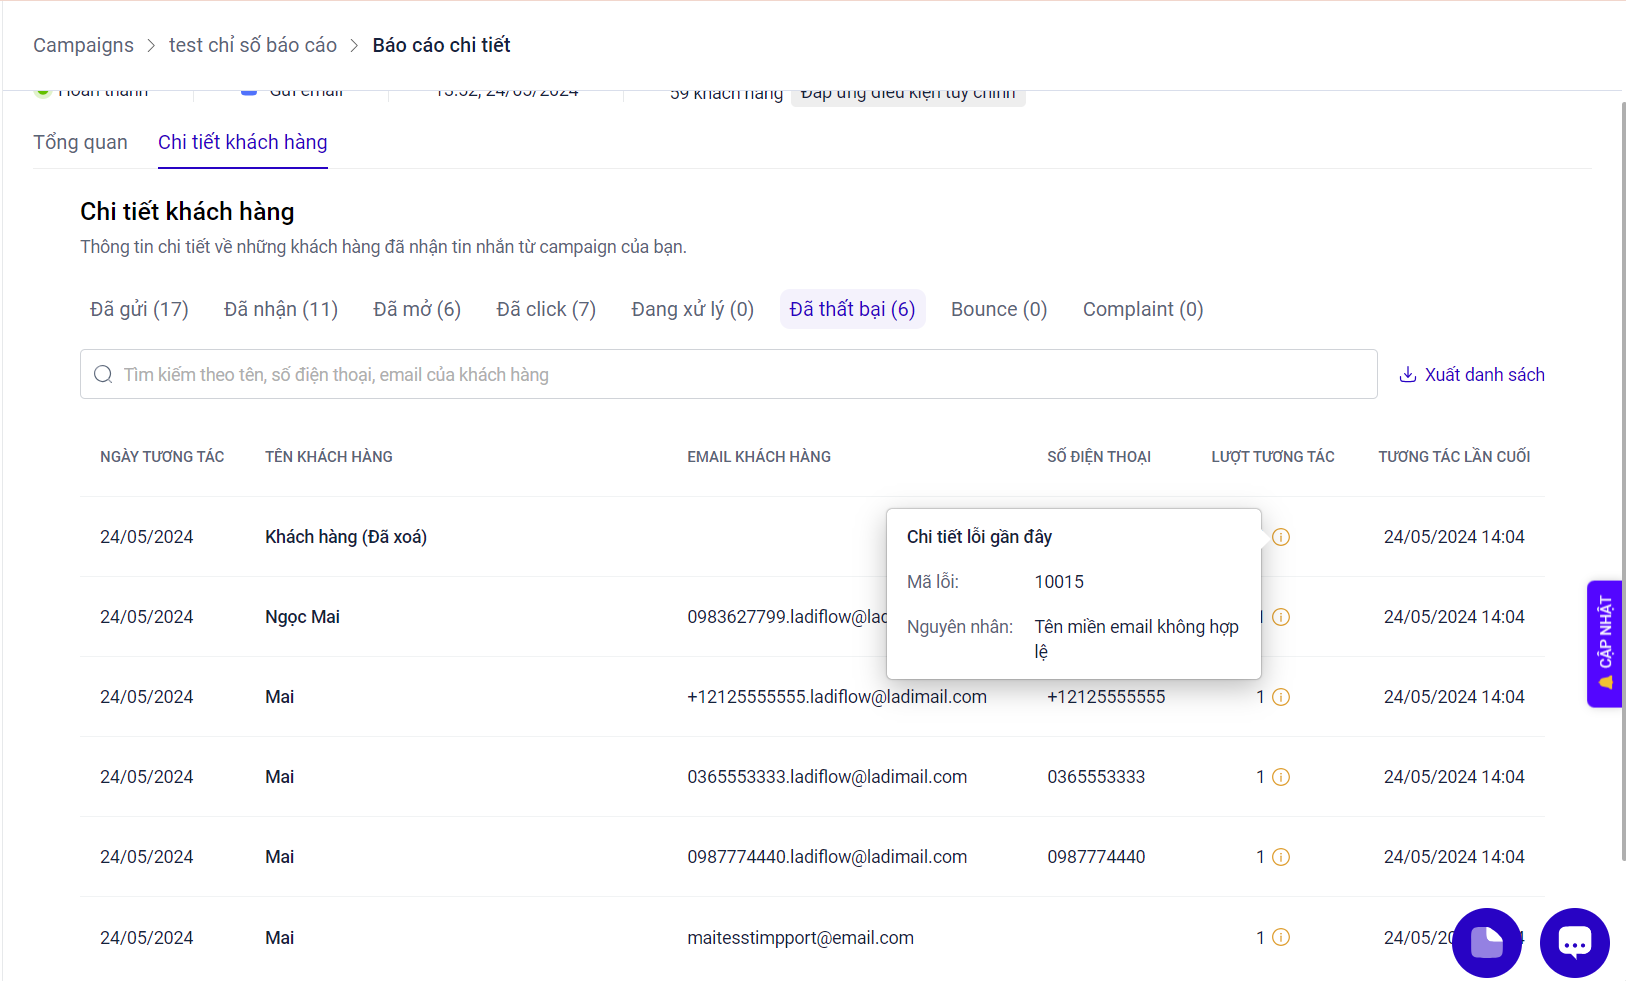 Campaigns > test chỉ số báo cáo > Báo cáo chi tiết
Hoàn thành Gửi email 13:52, 24/05/2024 59 khách hàng Đáp ứng điều kiện tùy chỉnh
Tổng quan Chi tiết khách hàng
Chi tiết khách hàng
Thông tin chi tiết về những khách hàng đã nhận tin nhắn từ campaign của bạn.
Đã gửi (17) Đã nhận (11) Đã mở (6) Đã click (7) Đang xử lý (0) Đã thất bại (6) Bounce (0) Complaint (0)
Tìm kiếm theo tên, số điện thoại, email của khách hàng Xuất danh sách
NGÀY TƯƠNG TÁC TÊN KHÁCH HÀNG EMAIL KHÁCH HÀNG SỐ ĐIỆN THOẠI LƯỢT TƯƠNG TÁC TƯƠNG TÁC LẦN CUỐI
24/05/2024 Khách hàng (Đã xoá) 24/05/2024 14:04
Chi tiết lỗi gần đây
Mã lỗi: 10015
Nguyên nhân: Tên miền email không hợp
lệ
24/05/2024 Ngọc Mai 0983627799.ladiflow@lad 1 24/05/2024 14:04
24/05/2024 Mai +12125555555.ladiflow@ladimail.com +12125555555 1 24/05/2024 14:04
24/05/2024 Mai 0365553333.ladiflow@ladimail.com 0365553333 1 24/05/2024 14:04
24/05/2024 Mai 0987774440.ladiflow@ladimail.com 0987774440 1 24/05/2024 14:04
24/05/2024 Mai maitesstimpport@email.com 1 24/05/20
CẬP NHẬT